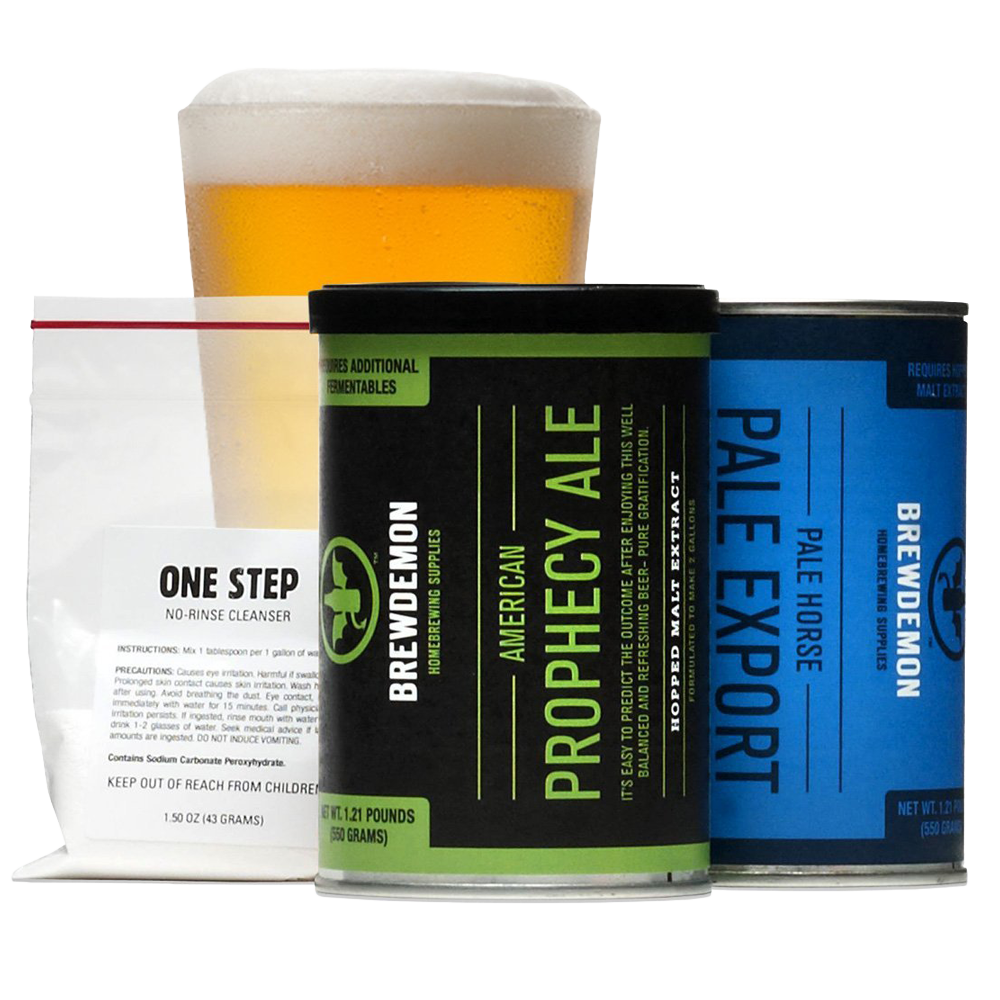 ONE STEP
NO-RINSE CLEANSER
INSTRUCTIONS: Mix 1 tablespoon per 1 gallon of
PRECAUTIONS: Causes eye irritation. Harmful if
Prolonged skin contact causes skin irritation. Wash
after using. Avoid breathing the dust. Eye contact,
immediately with water for 15 minutes. Call
irritation persists. If ingested, rinse mouth with water
drink 1-2 glasses of water. Seek medical advice if
amounts are ingested. DO NOT INDUCE VOMITING.
Contains Sodium Carbonate Peroxyhydrate.
KEEP OUT OF REACH FROM
1.50 OZ (43 GRAMS)
ADDITIONAL
FERMENTABLES
BREWDEMON
HOMEBREWING SUPPLIES
AMERICAN
PROPHECY ALE
IT'S EASY TO PREDICT THE OUTCOME AFTER ENJOYING THIS WELL
BALANCED AND REFRESHING BEER- PURE GRATIFICATION.
HOPPED MALT EXTRACT
FORMULATED TO MAKE 2 GALLONS
NET WT. 1.21 POUNDS
(550 GRAMS)
TM
PALE EXPORT
PALE HORSE
BREWDEMON
HOMEBREWING SUPPLIES
REQUIRES
MALT
NET WT. 1.21
(550